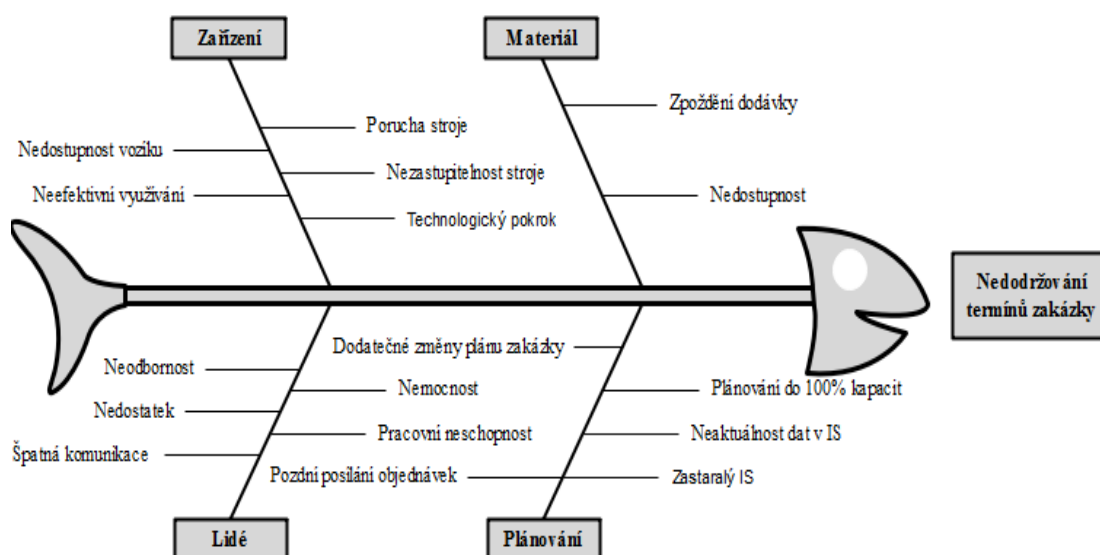 Zařízení
Materiál
Zpoždění dodávky
Porucha stroje
Nedostupnost vozíku
Nezastupitelnost stroje
Neefektivní využívání
Nedostupnost
Technologický pokrok
Nedodržování
termínů zakázky
Dodatečné změny plánu zakázky
Neodbornost
Nemocnost
Plánování do 100% kapacit
Nedostatek
Pracovní neschopnost
Neaktuálnost dat v IS
Špatná komunikace
Pozdní posílání objednávek
Zastaralý IS
Lidé
Plánování